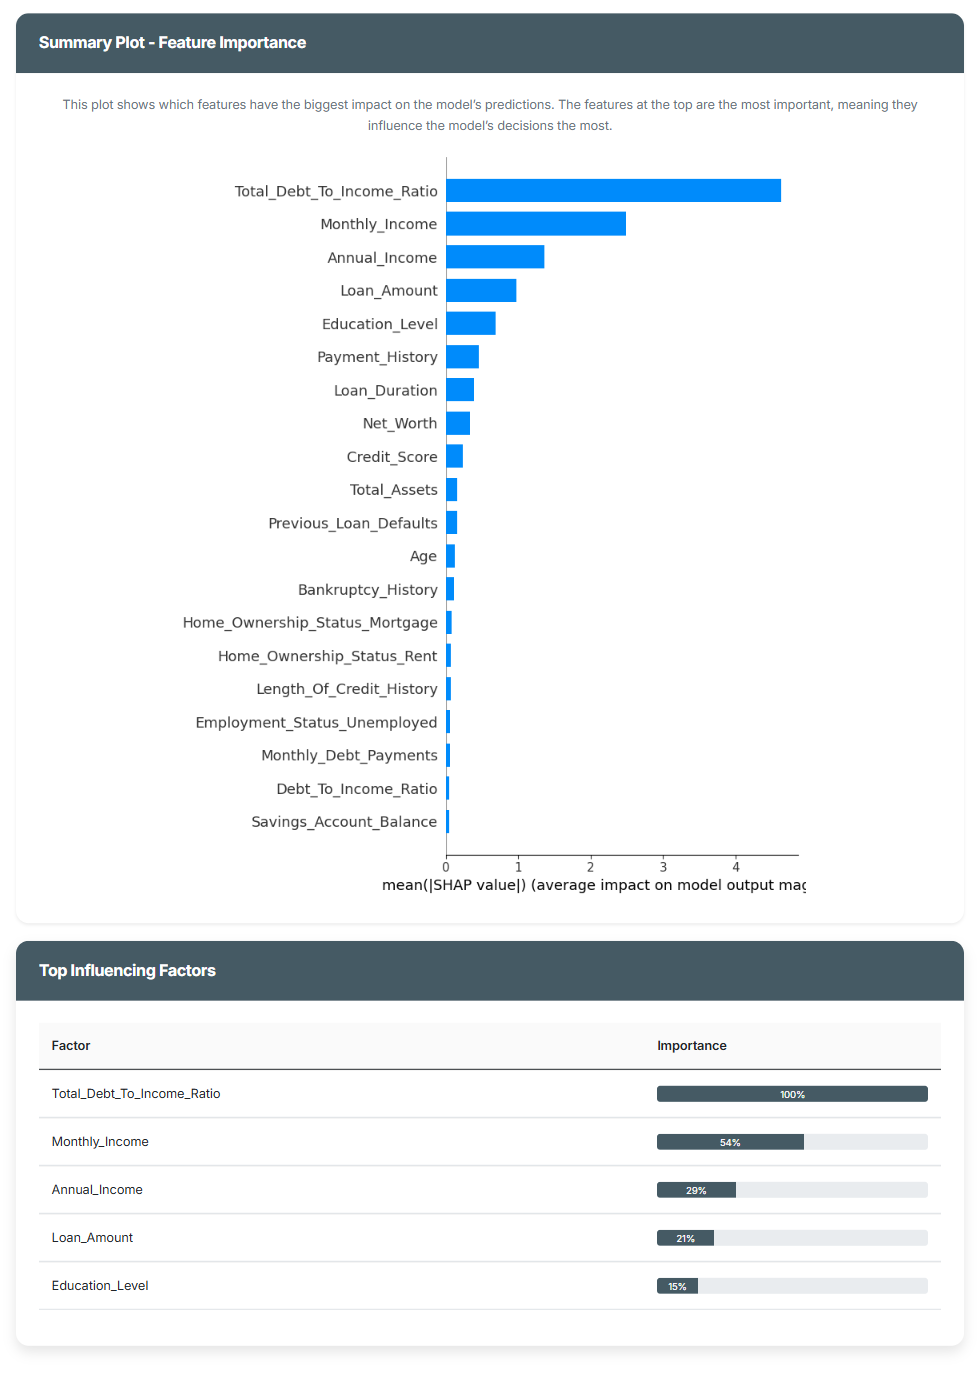 Summary Plot - Feature Importance
This plot shows which features have the biggest impact on the model’s predictions. The features at the top are the most important, meaning they
influence the model’s decisions the most.
Total_Debt_To_Income_Ratio
Monthly_Income
Annual_Income
Loan_Amount
Education_Level
Payment_History
Loan_Duration
Net_Worth
Credit_Score
Total_Assets
Previous_Loan_Defaults
Age
Bankruptcy_History
Home_Ownership_Status_Mortgage
Home_Ownership_Status_Rent
Length_Of_Credit_History
Employment_Status_Unemployed
Monthly_Debt_Payments
Debt_To_Income_Ratio
Savings_Account_Balance
0 1 2 3 4
mean(|SHAP value|) (average impact on model output mag
Top Influencing Factors
Factor Importance
Total_Debt_To_Income_Ratio 100%
Monthly_Income 54%
Annual_Income 29%
Loan_Amount 21%
Education_Level 15%